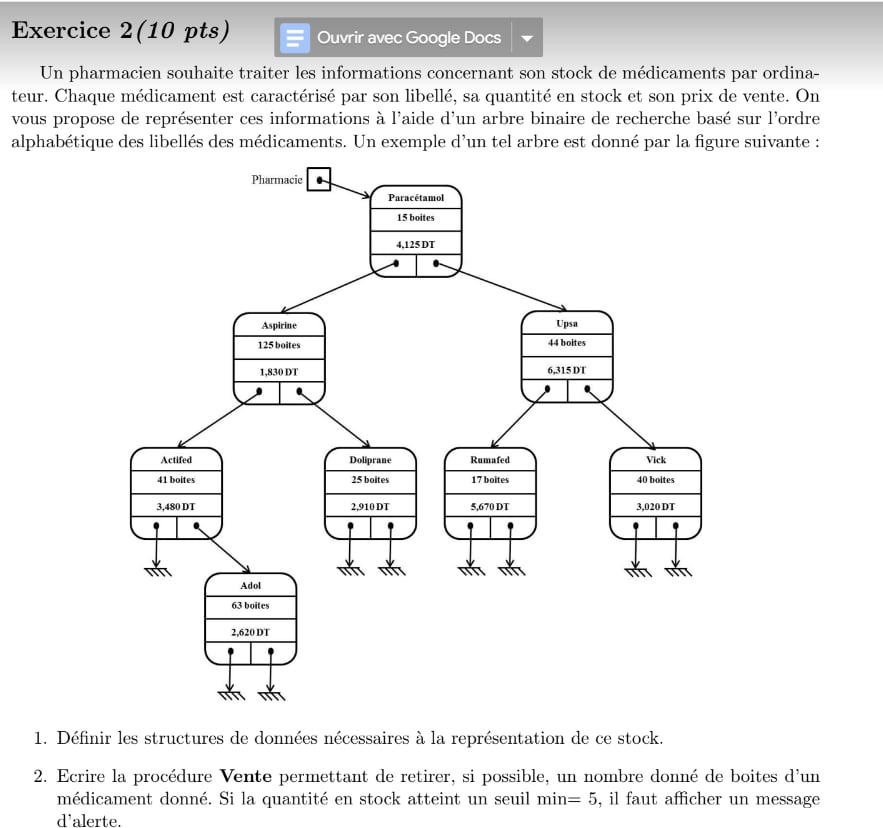 Exercice 2(10 pts)
Ouvrir avec Google Docs
Un pharmacien souhaite traiter les informations concernant son stock de médicaments par ordina-
teur. Chaque médicament est caractérisé par son libellé, sa quantité en stock et son prix de vente. On
vous propose de représenter ces informations à l'aide d'un arbre binaire de recherche basé sur l'ordre
alphabétique des libellés des médicaments. Un exemple d'un tel arbre est donné par la figure suivante :
Pharmacie
Paracétamol
15 boites
4,125 DT
Aspirine
125 boites
1,830 DT
Upsa
44 boites
6,315 DT
Actifed
41 boites
3,480 DT
Doliprane
25 boites
2,910 DT
Rumafed
17 boites
5,670 DT
Vick
40 boites
3,020 DT
Adol
63 boites
2,620 DT
1. Définir les structures de données nécessaires à la représentation de ce stock.
2. Ecrire la procédure Vente permettant de retirer, si possible, un nombre donné de boites d'un
médicament donné. Si la quantité en stock atteint un seuil min= 5, il faut afficher un message
d'alerte.